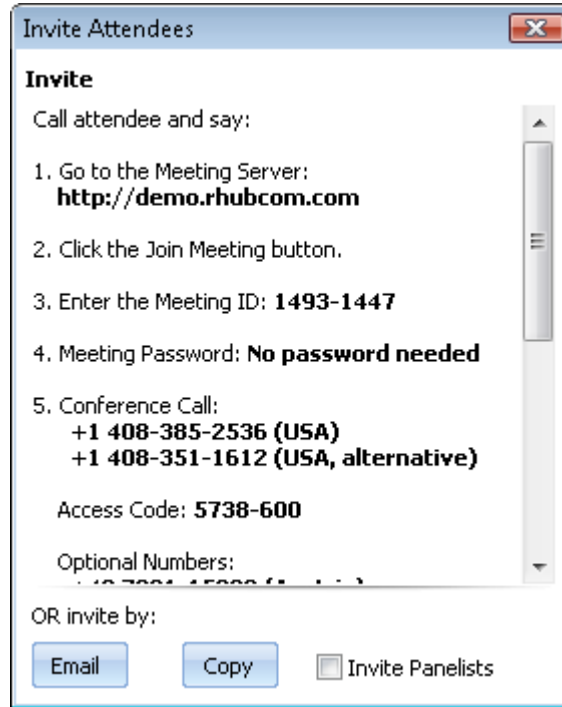 Invite Attendees
Invite
Call attendee and say:
1. Go to the Meeting Server:
http://demo.rhubcom.com
2. Click the Join Meeting button.
3. Enter the Meeting ID: 1493-1447
4. Meeting Password: No password needed
5. Conference Call:
+1 408-385-2536 (USA)
+1 408-351-1612 (USA, alternative)
Access Code: 5738-600
Optional Numbers:
OR invite by:
Email
Copy
Invite Panelists